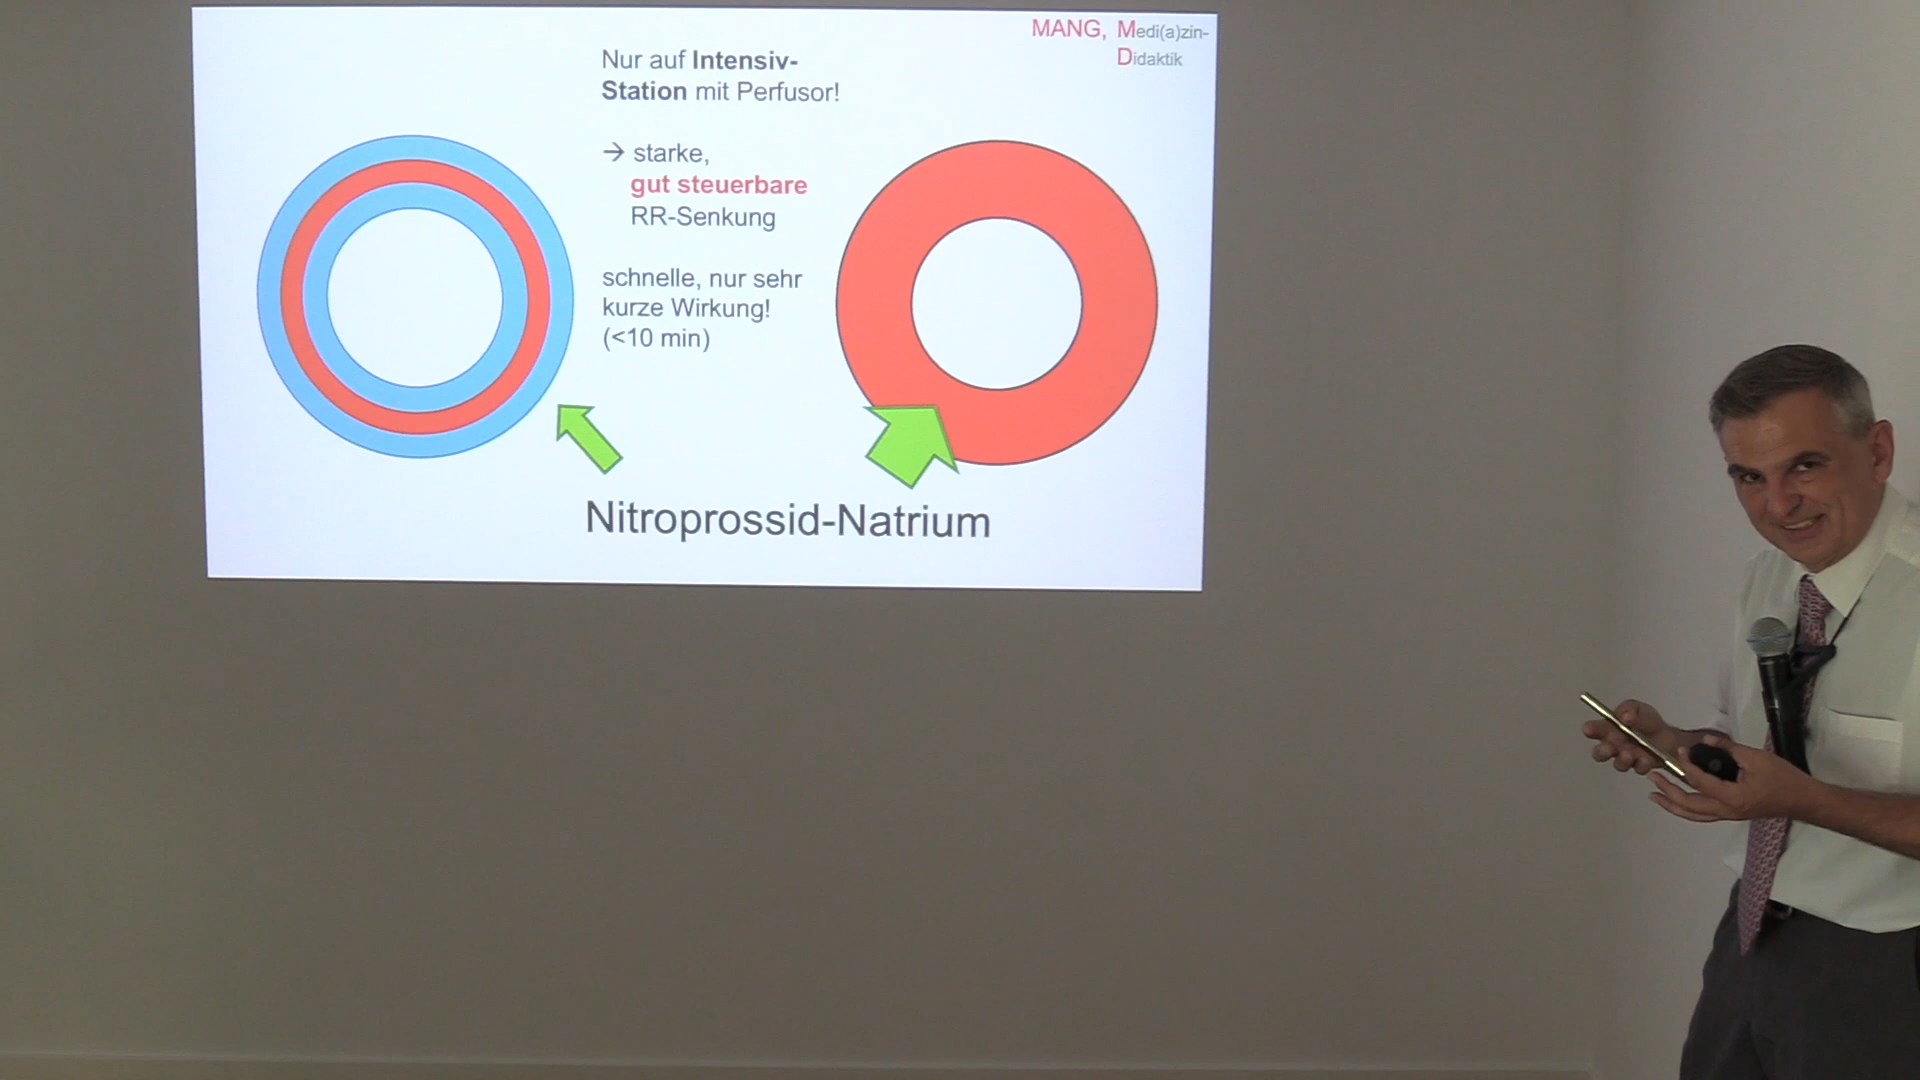 MANG, Medi(a)zin-
Didaktik
Nur auf Intensiv-
Station mit Perfusor!
→ starke,
gut steuerbare
RR-Senkung
schnelle, nur sehr
kurze Wirkung!
(<10 min)
Nitroprossid-Natrium